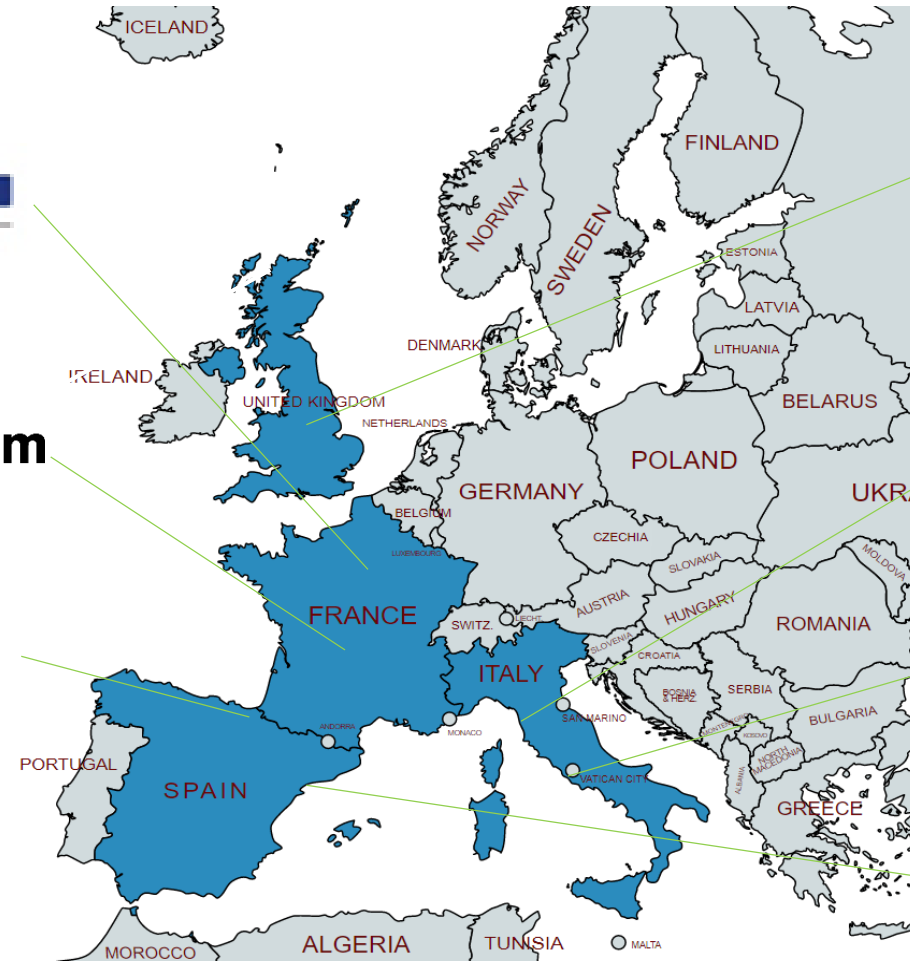 ICELAND
FINLAND
NORWAY
SWEDEN
ESTONIA
LATVIA
DENMARK
LITHUANIA
IRELAND
UNITED KINGDOM
BELARUS
NETHERLANDS
m
POLAND
GERMANY
UKRA
BELGIUM
CZECHIA
LUXEMBOURG
SLOVAKIA
MOLDOVA
AUSTRIA
HUNGARY
FRANCE
SWITZ.
LIECHT.
ROMANIA
SLOVENIA
CROATIA
ITALY
BOSNIA
& HERZ.
SERBIA
SAN MARINO
ANDORRA
MONACO
MONTENEGRO
KOSOVO
BULGARIA
PORTUGAL
SPAIN
VATICAN CITY
ALBANIA
NORTH
MACEDONIA
GREECE
MOROCCO
ALGERIA
TUNISIA
MALTA